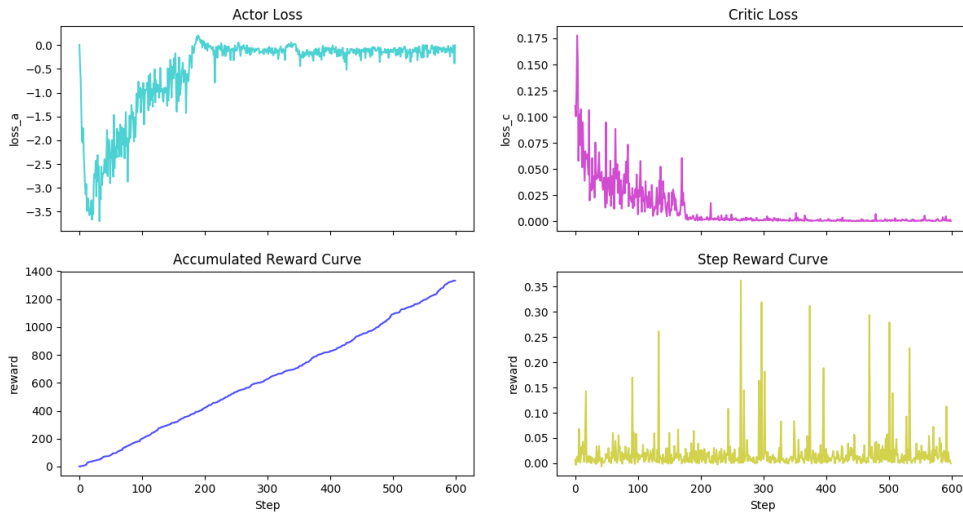 Actor Loss
loss_a
0.0
−0.5
−1.0
−1.5
−2.0
−2.5
−3.0
−3.5
Critic Loss
loss_c
0.175
0.150
0.125
0.100
0.075
0.050
0.025
0.000
Accumulated Reward Curve
reward
1400
1200
1000
800
600
400
200
0
0 100 200 300 400 500 600
Step
Step Reward Curve
reward
0.35
0.30
0.25
0.20
0.15
0.10
0.05
0.00
0 100 200 300 400 500 600
Step